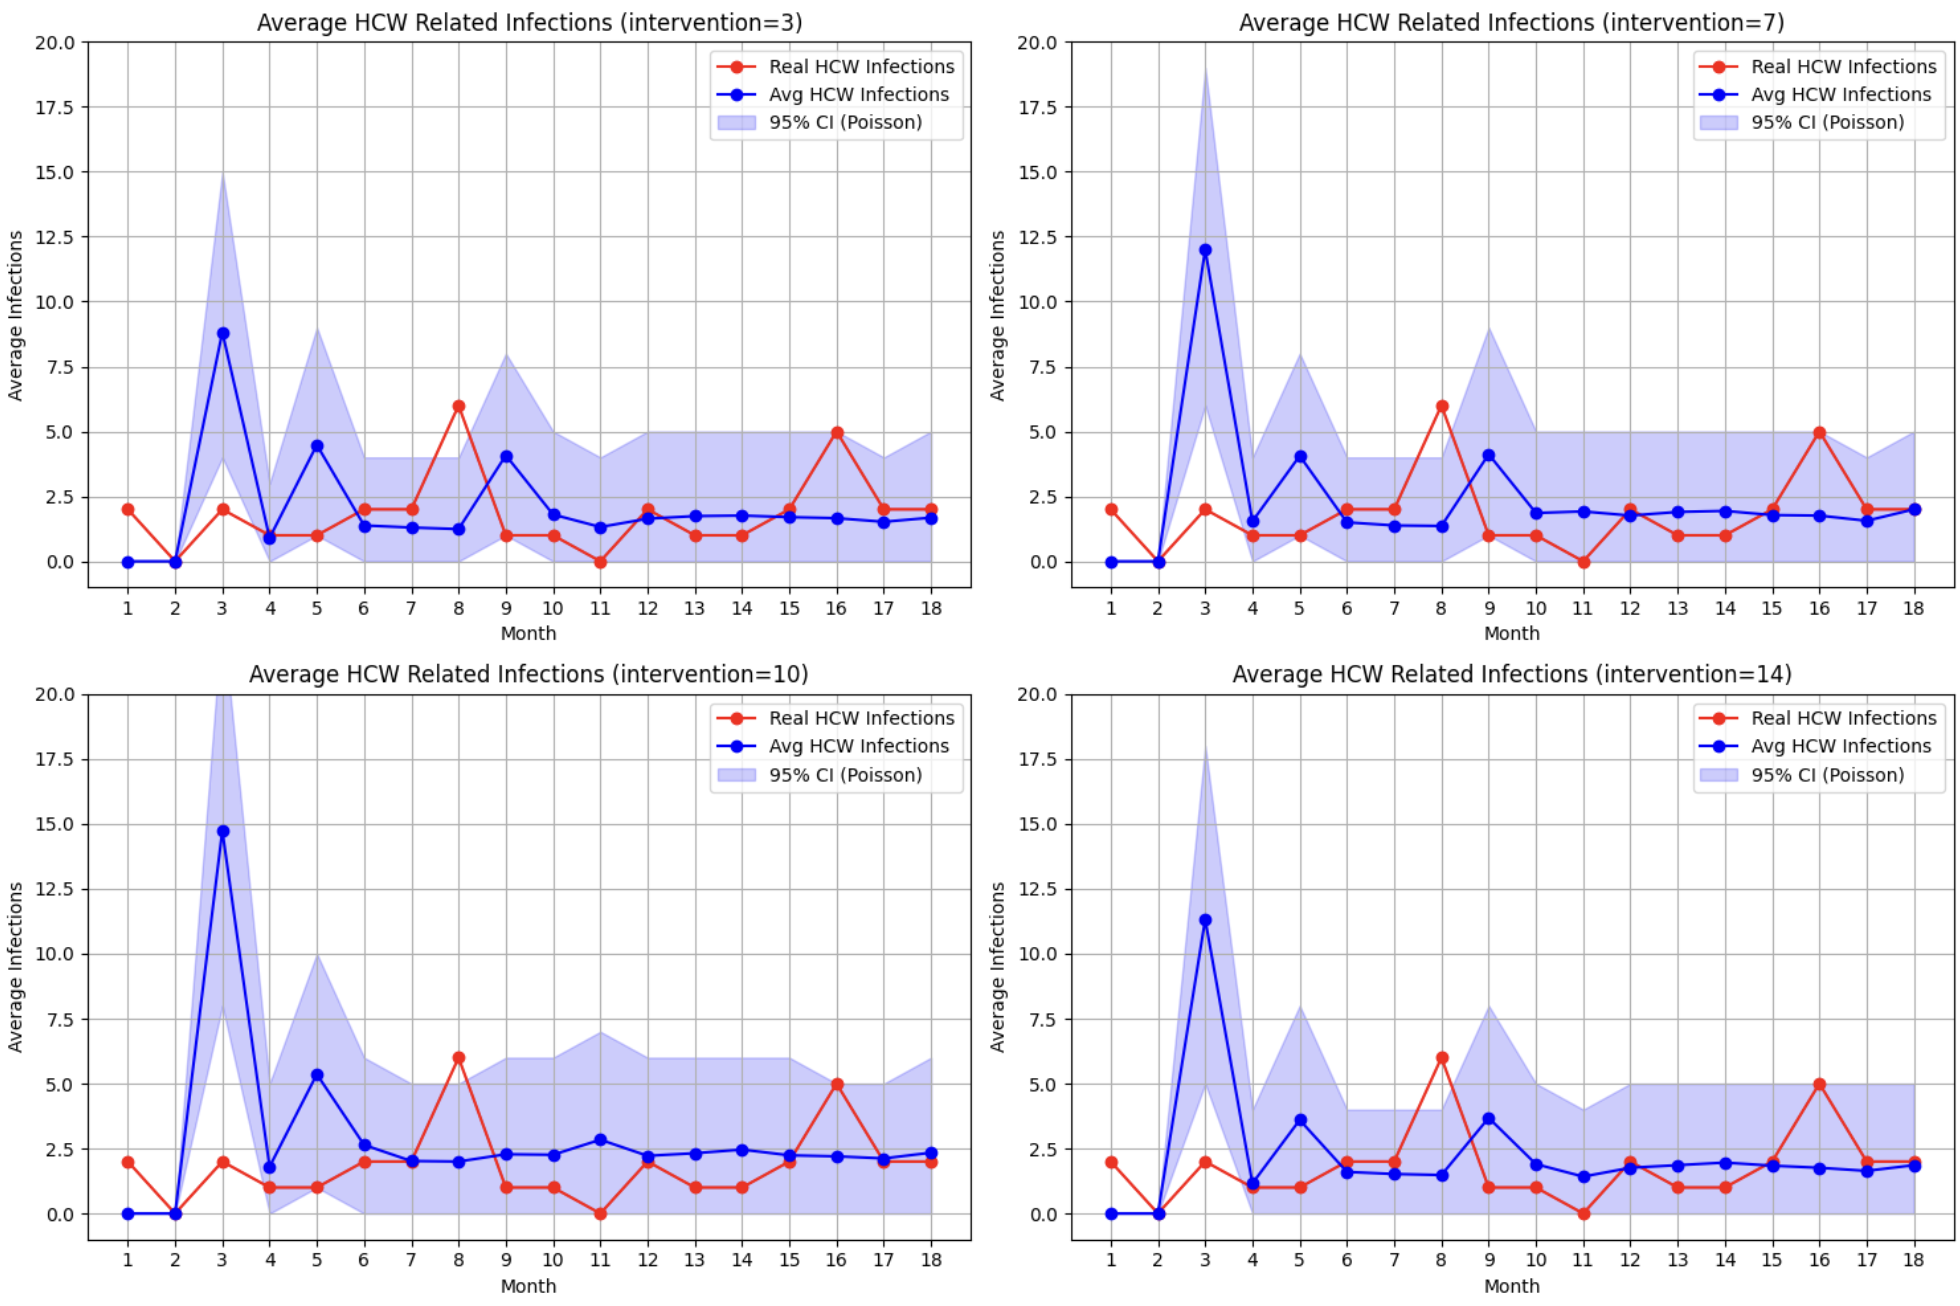 Average HCW Related Infections (intervention=3)
20.0
17.5
15.0
12.5
10.0
7.5
5.0
2.5
0.0
Average Infections
Real HCW Infections
Avg HCW Infections
95% CI (Poisson)
1 2 3 4 5 6 7 8 9 10 11 12 13 14 15 16 17 18
Month
Average HCW Related Infections (intervention=7)
20.0
17.5
15.0
12.5
10.0
7.5
5.0
2.5
0.0
Average Infections
Real HCW Infections
Avg HCW Infections
95% CI (Poisson)
1 2 3 4 5 6 7 8 9 10 11 12 13 14 15 16 17 18
Month
Average HCW Related Infections (intervention=10)
20.0
17.5
15.0
12.5
10.0
7.5
5.0
2.5
0.0
Average Infections
Real HCW Infections
Avg HCW Infections
95% CI (Poisson)
1 2 3 4 5 6 7 8 9 10 11 12 13 14 15 16 17 18
Month
Average HCW Related Infections (intervention=14)
20.0
17.5
15.0
12.5
10.0
7.5
5.0
2.5
0.0
Average Infections
Real HCW Infections
Avg HCW Infections
95% CI (Poisson)
1 2 3 4 5 6 7 8 9 10 11 12 13 14 15 16 17 18
Month